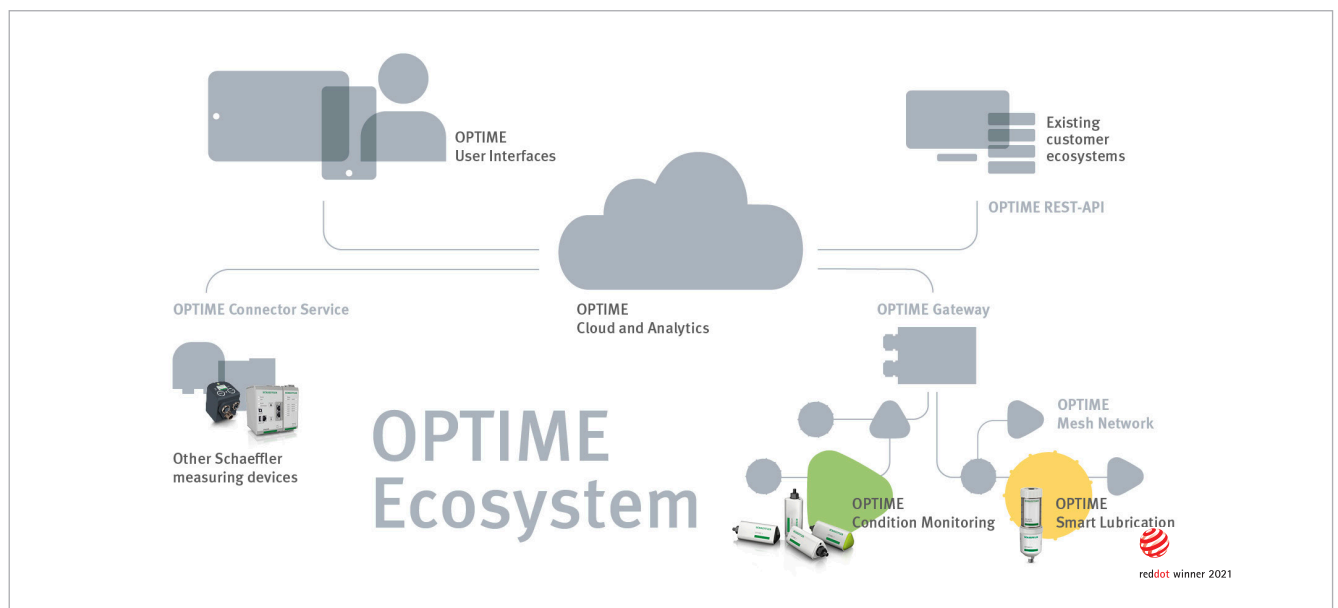 OPTIME
User Interfaces
Existing
customer
ecosystems
OPTIME REST-API
OPTIME Connector Service
OPTIME
Cloud and Analytics
OPTIME Gateway
OPTIME
Mesh Network
Other Schaeffler
measuring devices
OPTIME
Ecosystem
OPTIME
Condition Monitoring
OPTIME
Smart Lubrication
reddot winner 2021